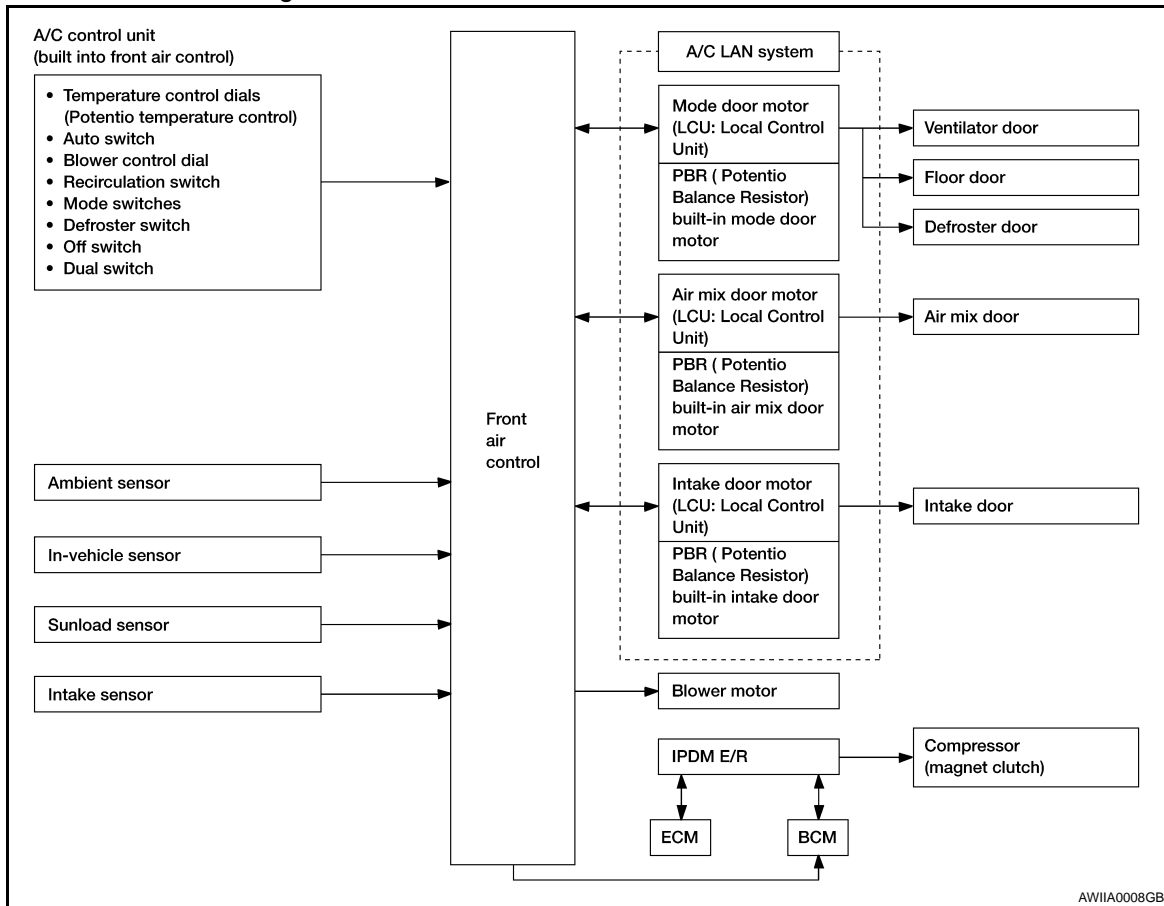 A/C control unit
(built into front air control)
• Temperature control dials
(Potentio temperature control)
• Auto switch
• Blower control dial
• Recirculation switch
• Mode switches
• Defroster switch
• Off switch
• Dual switch
Ambient sensor
In-vehicle sensor
Sunload sensor
Intake sensor
Front
air
control
A/C LAN system
Mode door motor
(LCU: Local Control
Unit)
PBR ( Potentio
Balance Resistor)
built-in mode door
motor
Air mix door motor
(LCU: Local Control
Unit)
PBR ( Potentio
Balance Resistor)
built-in air mix door
motor
Intake door motor
(LCU: Local Control
Unit)
PBR ( Potentio
Balance Resistor)
built-in intake door
motor
Blower motor
IPDM E/R
ECM
BCM
Ventilator door
Floor door
Defroster door
Air mix door
Intake door
Compressor
(magnet clutch)
AWIIA0008GB